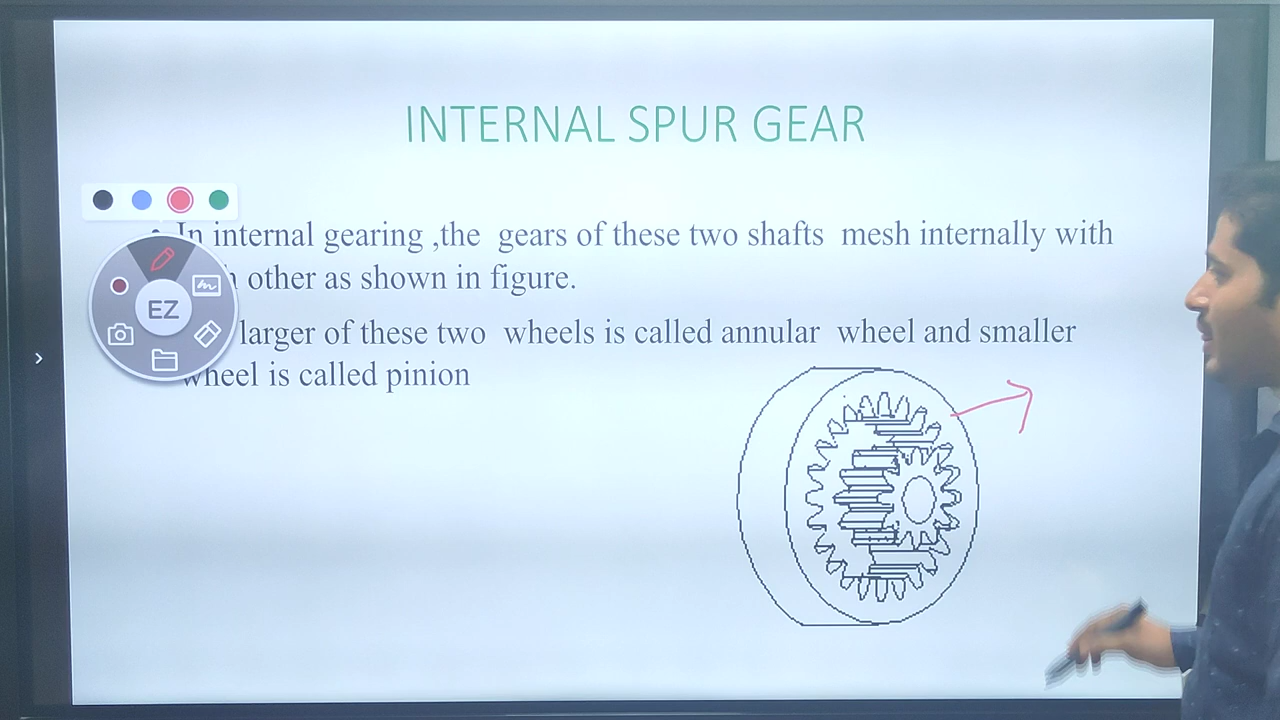 INTERNAL SPUR GEAR
• In internal gearing ,the gears of these two shafts mesh internally with
other as shown in figure.
larger of these two wheels is called annular wheel and smaller
wheel is called pinion
EZ